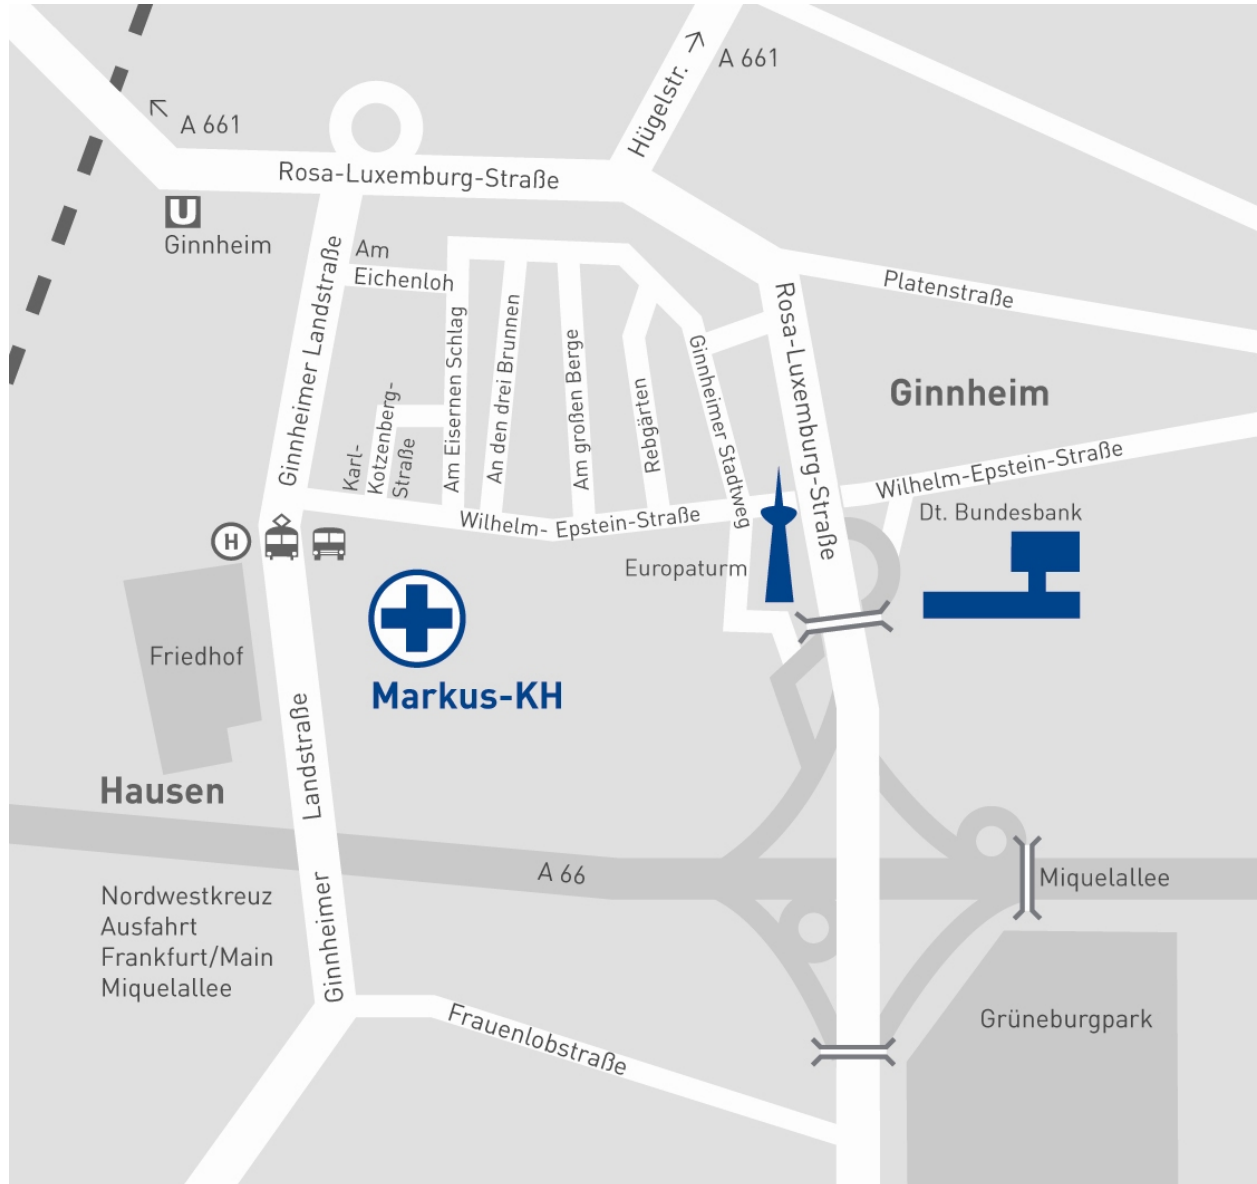 A 661
A 661
Hügelstr.
Rosa-Luxemburg-Straße
U
Ginnheim
Am
Eichenloh
Platenstraße
Ginnheimer Landstraße
Am Eisernen Schlag
An den drei Brunnen
Am großen Berge
Rebgärten
Ginnheimer Stadtweg
Rosa-Luxemburg-Straße
Ginnheim
Karl-
Kotzenberg-
Straße
Wilhelm- Epstein-Straße
Wilhelm-Epstein-Straße
Dt. Bundesbank
H
Europaturm
Friedhof
Markus-KH
Hausen
Ginnheimer Landstraße
A 66
Miquelallee
Nordwestkreuz
Ausfahrt
Frankfurt/Main
Miquelallee
Grüneburgpark
Frauenlobstraße